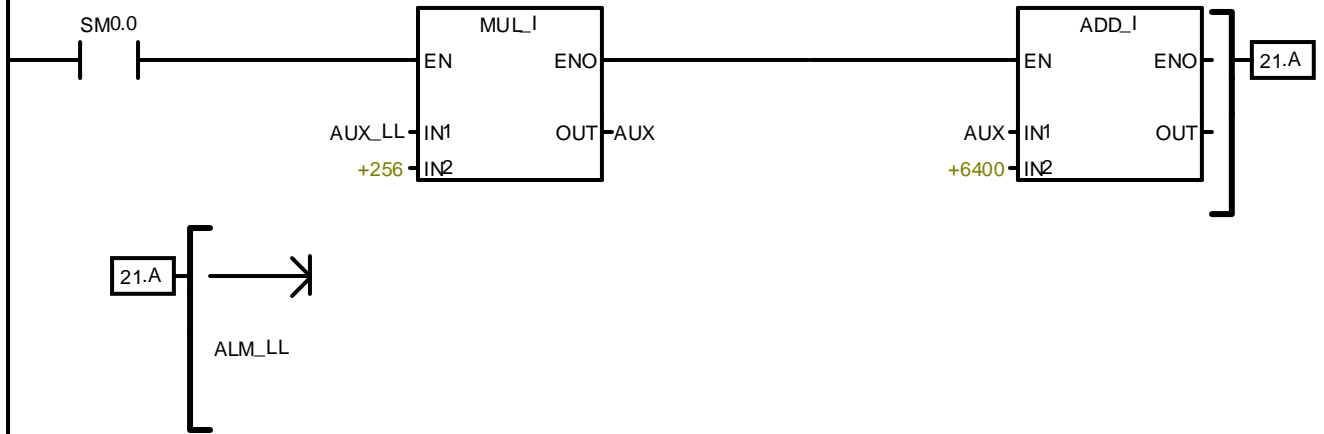 SM0.0
MUL_I
ADD_I
EN ENO
EN ENO
21.A
AUX_LL IN1 OUT AUX
AUX IN1 OUT
+256 IN2
+6400 IN2
21.A
ALM_LL